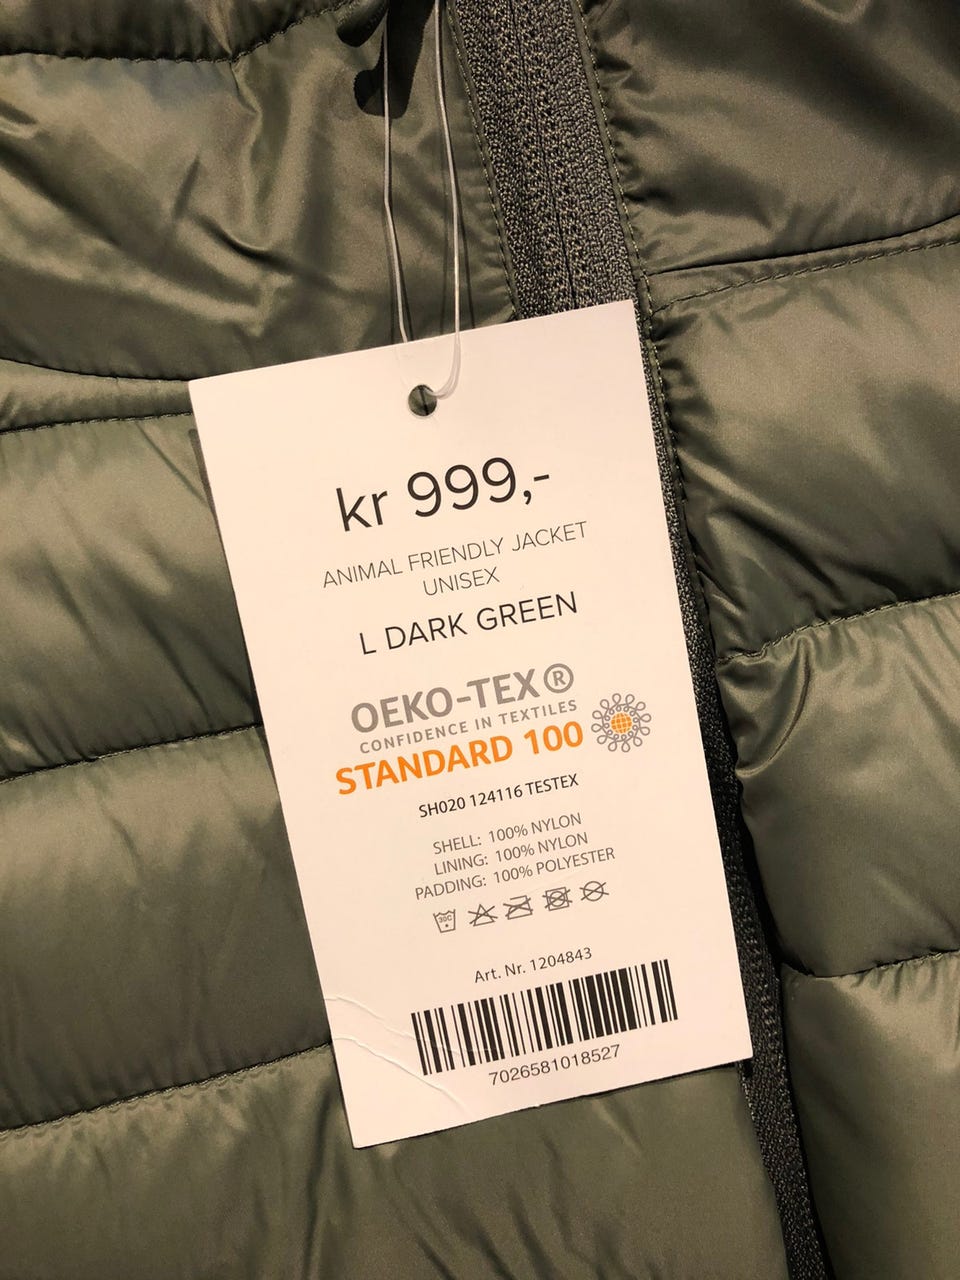 kr 999,-
ANIMAL FRIENDLY JACKET
UNISEX
L DARK GREEN
OEKO-TEX®
CONFIDENCE IN TEXTILES
STANDARD 100
SH020 124116 TESTEX
SHELL: 100% NYLON
LINING: 100% NYLON
PADDING: 100% POLYESTER
30C
Art. Nr. 1204843
7026581018527